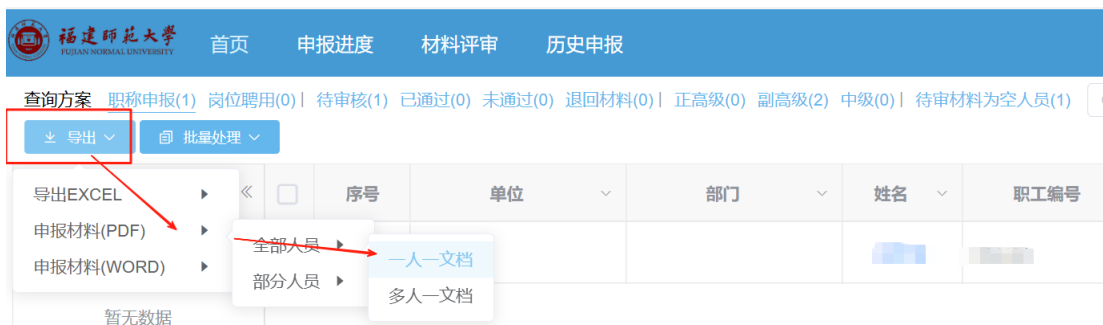 福建師范大學 首页 申报进度 材料评审 历史申报
FUJIAN NORMAL UNIVERSITY
查询方案 职称申报(1) 岗位聘用(0) | 待审核(1) 已通过(0) 未通过(0) 退回材料(0) | 正高级(0) 副高级(2) 中级(0) | 待审材料为空人员(1)
导出 批量处理
导出EXCEL 序号 单位 部门 姓名 职工编号
申报材料(PDF)
全部人员
一人一文档
申报材料(WORD)
部分人员
多人一文档
暂无数据